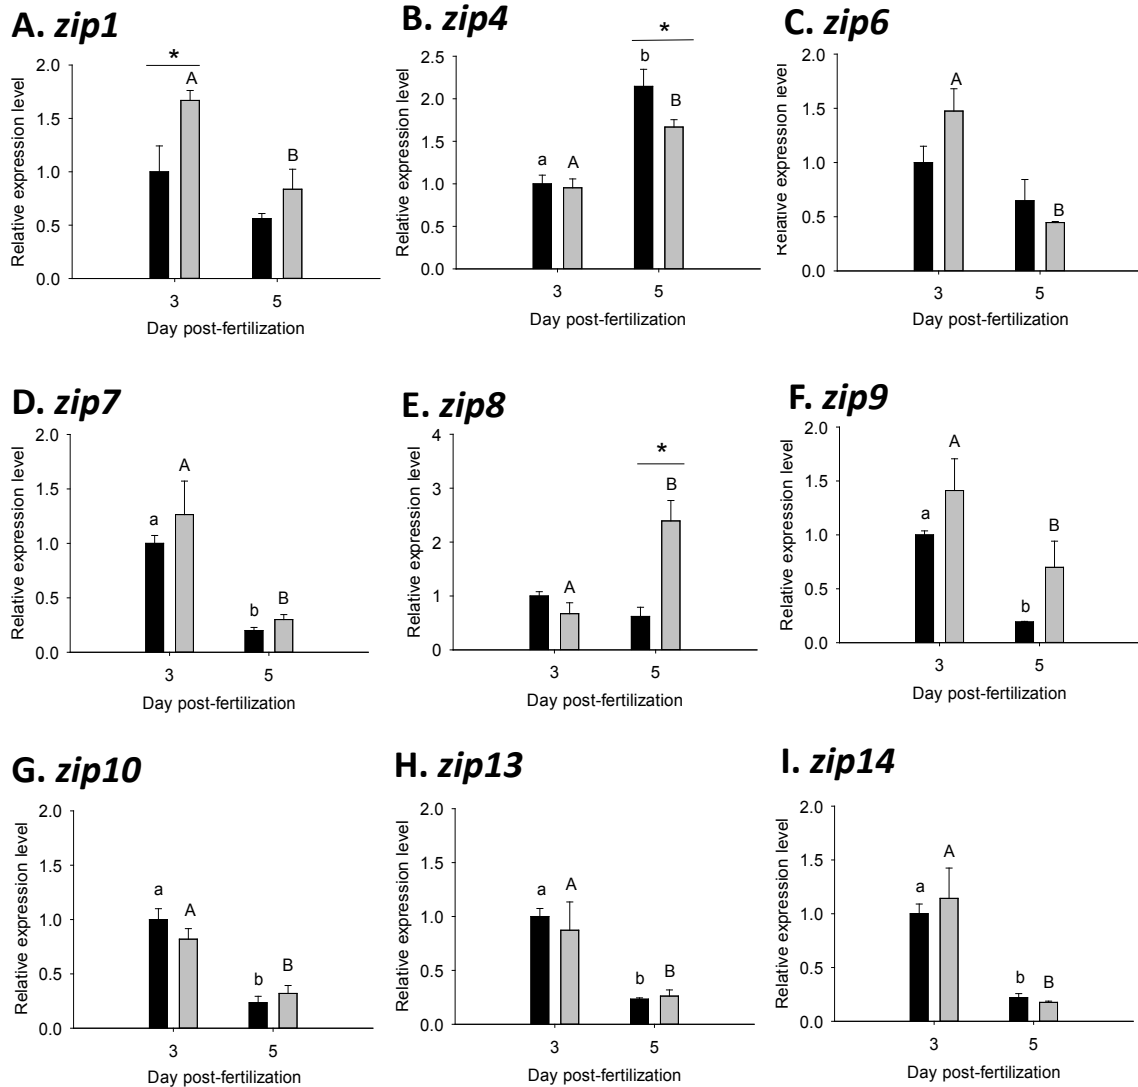 A. zip1
*
A
B
2.0
1.5
1.0
0.5
0.0
Relative expression level
3
5
Day post-fertilization
B. zip4
*
b
B
a
A
2.5
2.0
1.5
1.0
0.5
0.0
Relative expression level
3
5
Day post-fertilization
C. zip6
A
B
2.0
1.5
1.0
0.5
0.0
Relative expression level
3
5
Day post-fertilization
D. zip7
A
a
b
B
2.0
1.5
1.0
0.5
0.0
Relative expression level
3
5
Day post-fertilization
E. zip8
*
B
A
4
3
2
1
0
Relative expression level
3
5
Day post-fertilization
F. zip9
A
a
B
b
2.0
1.5
1.0
0.5
0.0
Relative expression level
3
5
Day post-fertilization
G. zip10
a
A
b
B
2.0
1.5
1.0
0.5
0.0
Relative expression level
3
5
Day post-fertilization
H. zip13
a
A
b
B
2.0
1.5
1.0
0.5
0.0
Relative expression level
3
5
Day post-fertilization
I. zip14
A
a
b
B
2.0
1.5
1.0
0.5
0.0
Relative expression level
3
5
Day post-fertilization